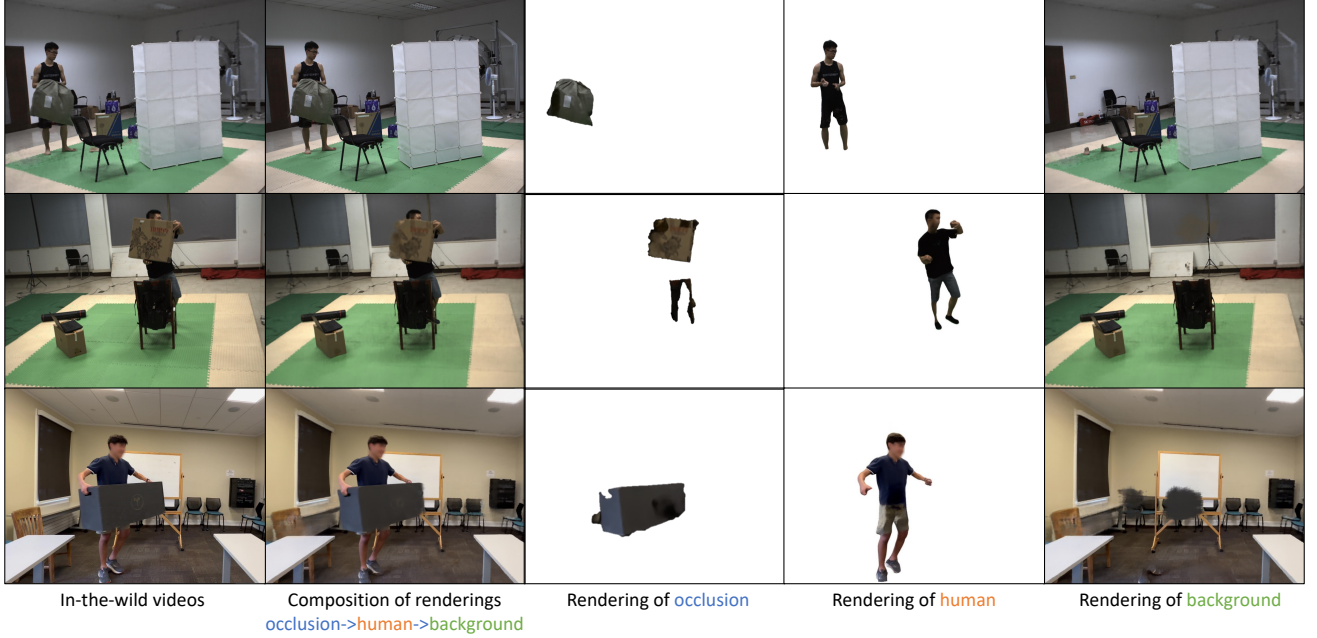 In-the-wild videos
Composition of renderings
occlusion->human->background
Rendering of occlusion
Rendering of human
Rendering of background